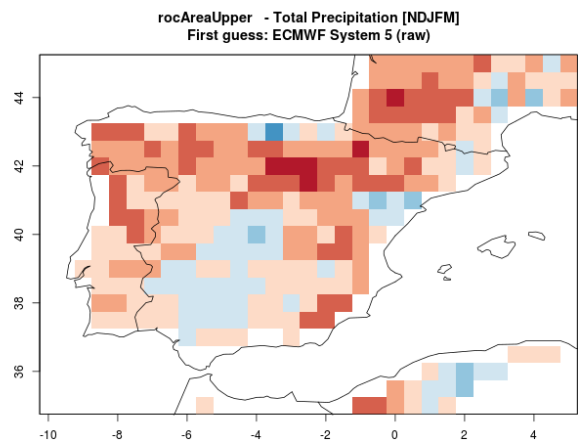 rocAreaUpper - Total Precipitation [NDJFM]
First guess: ECMWF System 5 (raw)
44
42
40
38
36
-10 -8 -6 -4 -2 0 2 4